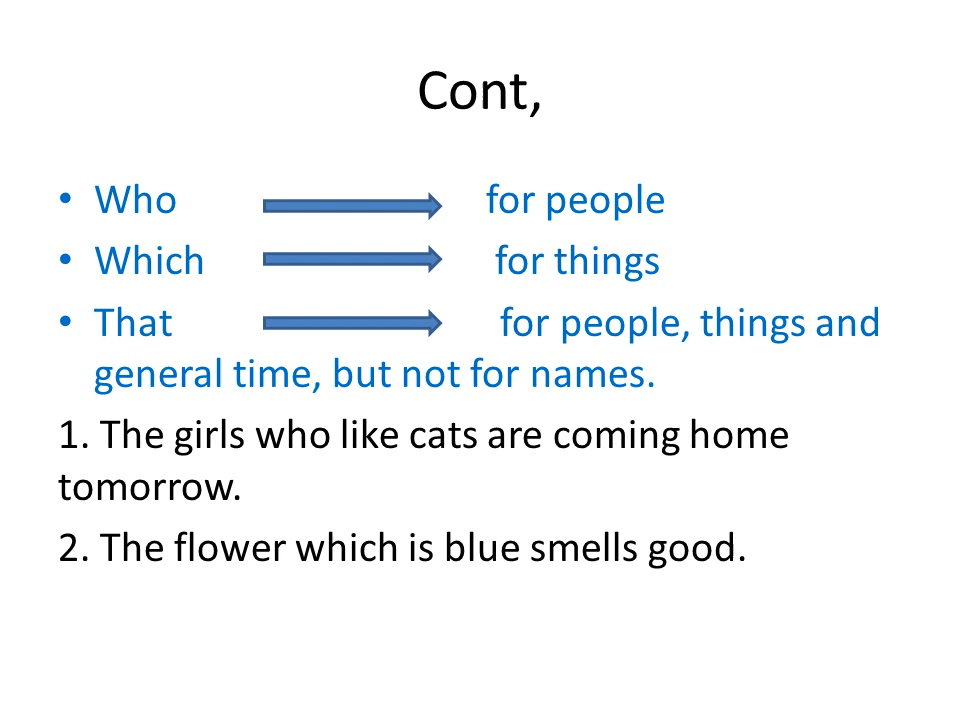 Cont,
• Who for people
• Which for things
• That for people, things and
general time, but not for names.
1. The girls who like cats are coming home
tomorrow.
2. The flower which is blue smells good.